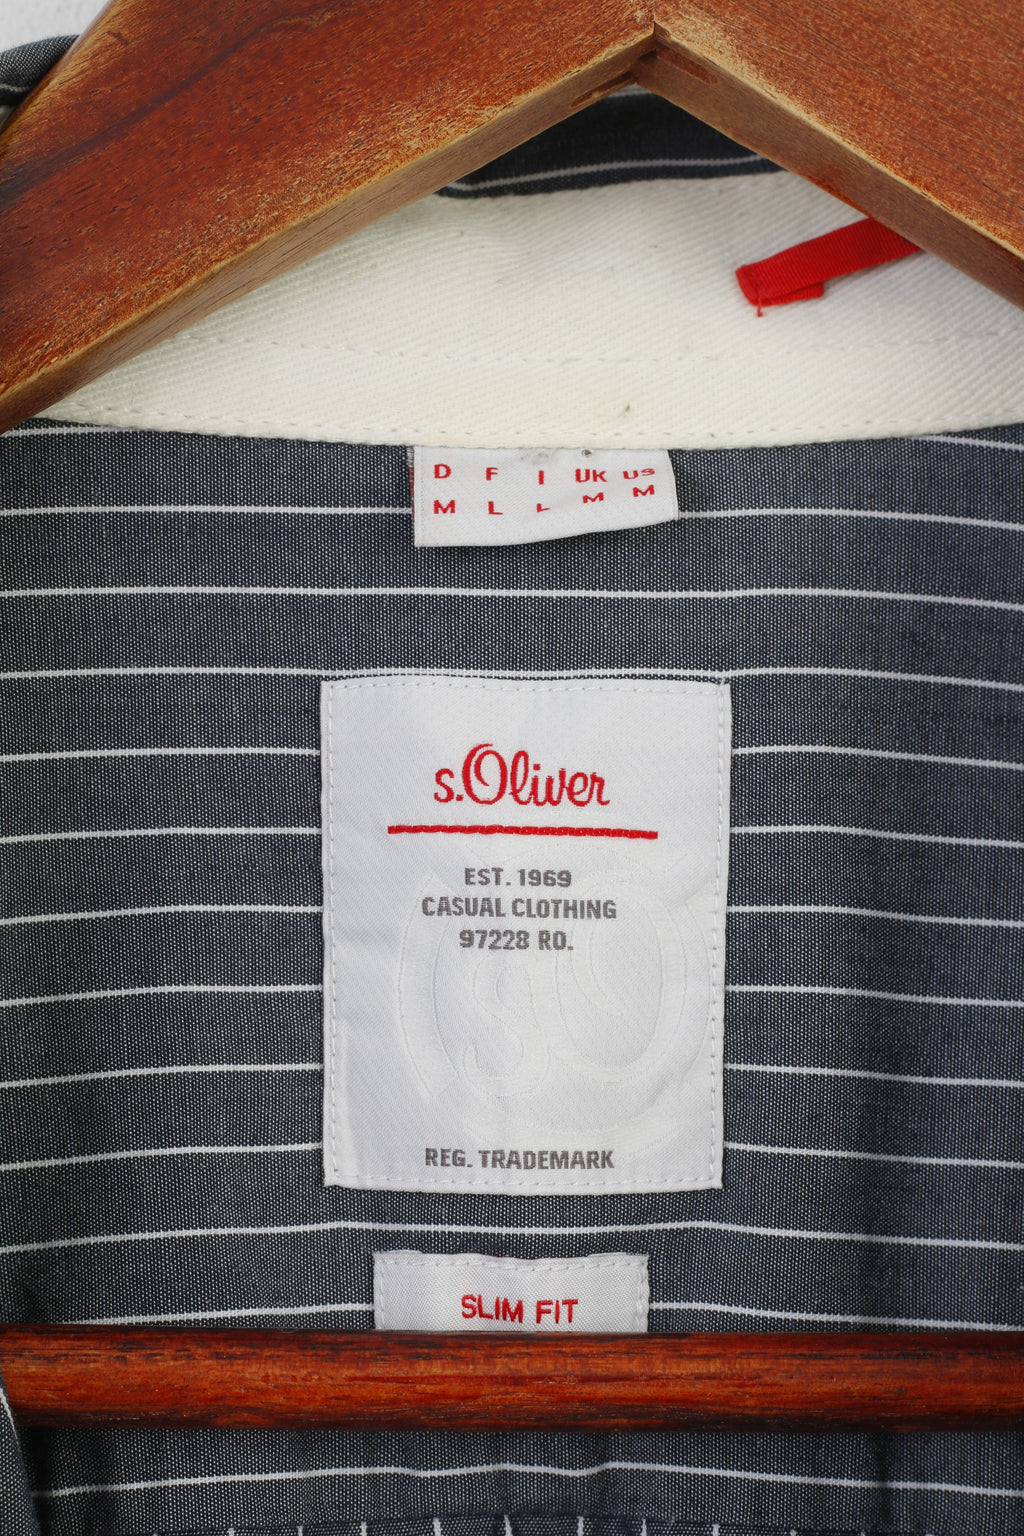 D F I UK US
M L L M M
s.Oliver
EST. 1969
CASUAL CLOTHING
97228 RO.
REG. TRADEMARK
SLIM FIT